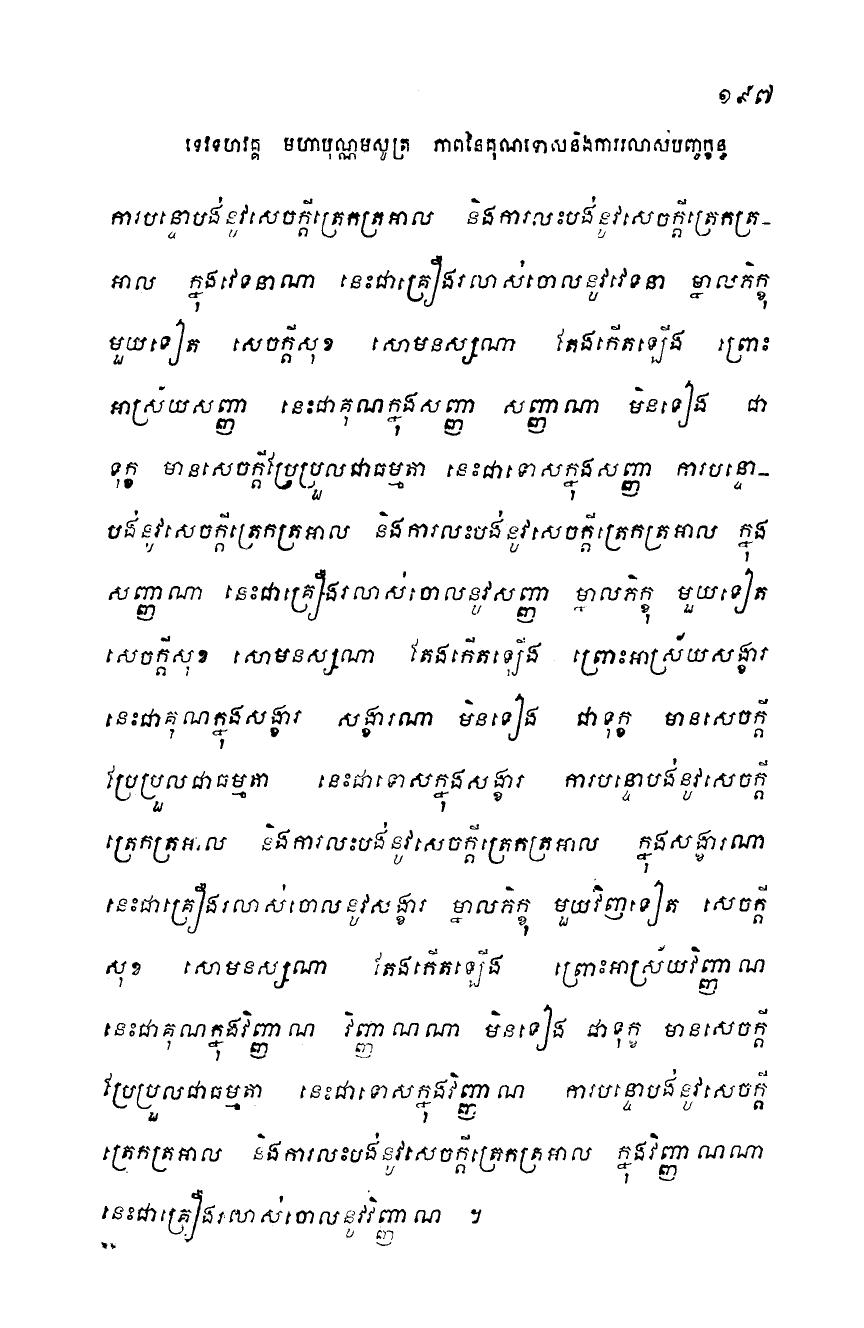 ១៩៧
ទេវទហវគ្គ មហាបុណ្ណមសូត្រ ភាពនៃគុណទោសនិងការរលាស់បញ្ចក្ខន្ធ
ការបន្ទោបង់នូវសេចក្ដីត្រេកត្រអាល និងការលះបង់នូវសេចក្ដីត្រេកត្រ-
អាល ក្នុងវេទនាណា នេះជាគ្រឿងរលាស់ចោលនូវវេទនា ម្នាលភិក្ខុ
មួយទៀត សេចក្ដីសុខ សោមនស្សណា តែងកើតឡើង ព្រោះ
អាស្រ័យសញ្ញា នេះជាគុណក្នុងសញ្ញា សញ្ញាណា មិនទៀង ជា
ទុក្ខ មានសេចក្ដីប្រែប្រួលជាធម្មតា នេះជាទោសក្នុងសញ្ញា ការបន្ទោ-
បង់នូវសេចក្ដីត្រេកត្រអាល និងការលះបង់នូវសេចក្ដីត្រេកត្រអាល ក្នុង
សញ្ញាណា នេះជាគ្រឿងរលាស់ចោលនូវសញ្ញា ម្នាលភិក្ខុ មួយទៀត
សេចក្ដីសុខ សោមនស្សណា តែងកើតឡើង ព្រោះអាស្រ័យសង្ខារ
នេះជាគុណក្នុងសង្ខារ សង្ខារណា មិនទៀង ជាទុក្ខ មានសេចក្ដី
ប្រែប្រួលជាធម្មតា នេះជាទោសក្នុងសង្ខារ ការបន្ទោបង់នូវសេចក្ដី
ត្រេកត្រអាល និងការលះបង់នូវសេចក្ដីត្រេកត្រអាល ក្នុងសង្ខារណា
នេះជាគ្រឿងរលាស់ចោលនូវសង្ខារ ម្នាលភិក្ខុ មួយវិញទៀត សេចក្ដី
សុខ សោមនស្សណា តែងកើតឡើង ព្រោះអាស្រ័យវិញ្ញាណ
នេះជាគុណក្នុងវិញ្ញាណ វិញ្ញាណណា មិនទៀង ជាទុក្ខ មានសេចក្ដី
ប្រែប្រួលជាធម្មតា នេះជាទោសក្នុងវិញ្ញាណ ការបន្ទោបង់នូវសេចក្ដី
ត្រេកត្រអាល និងការលះបង់នូវសេចក្ដីត្រេកត្រអាល ក្នុងវិញ្ញាណណា
នេះជាគ្រឿងរលាស់ចោលនូវវិញ្ញាណ ។